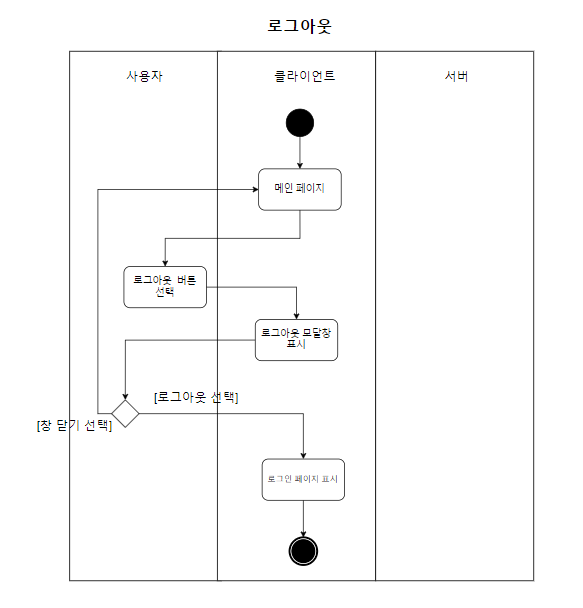 로그아웃
사용자
클라이언트
서버
메인 페이지
로그아웃 버튼
선택
로그아웃 모달창
표시
[로그아웃 선택]
[창 닫기 선택]
로그인 페이지 표시